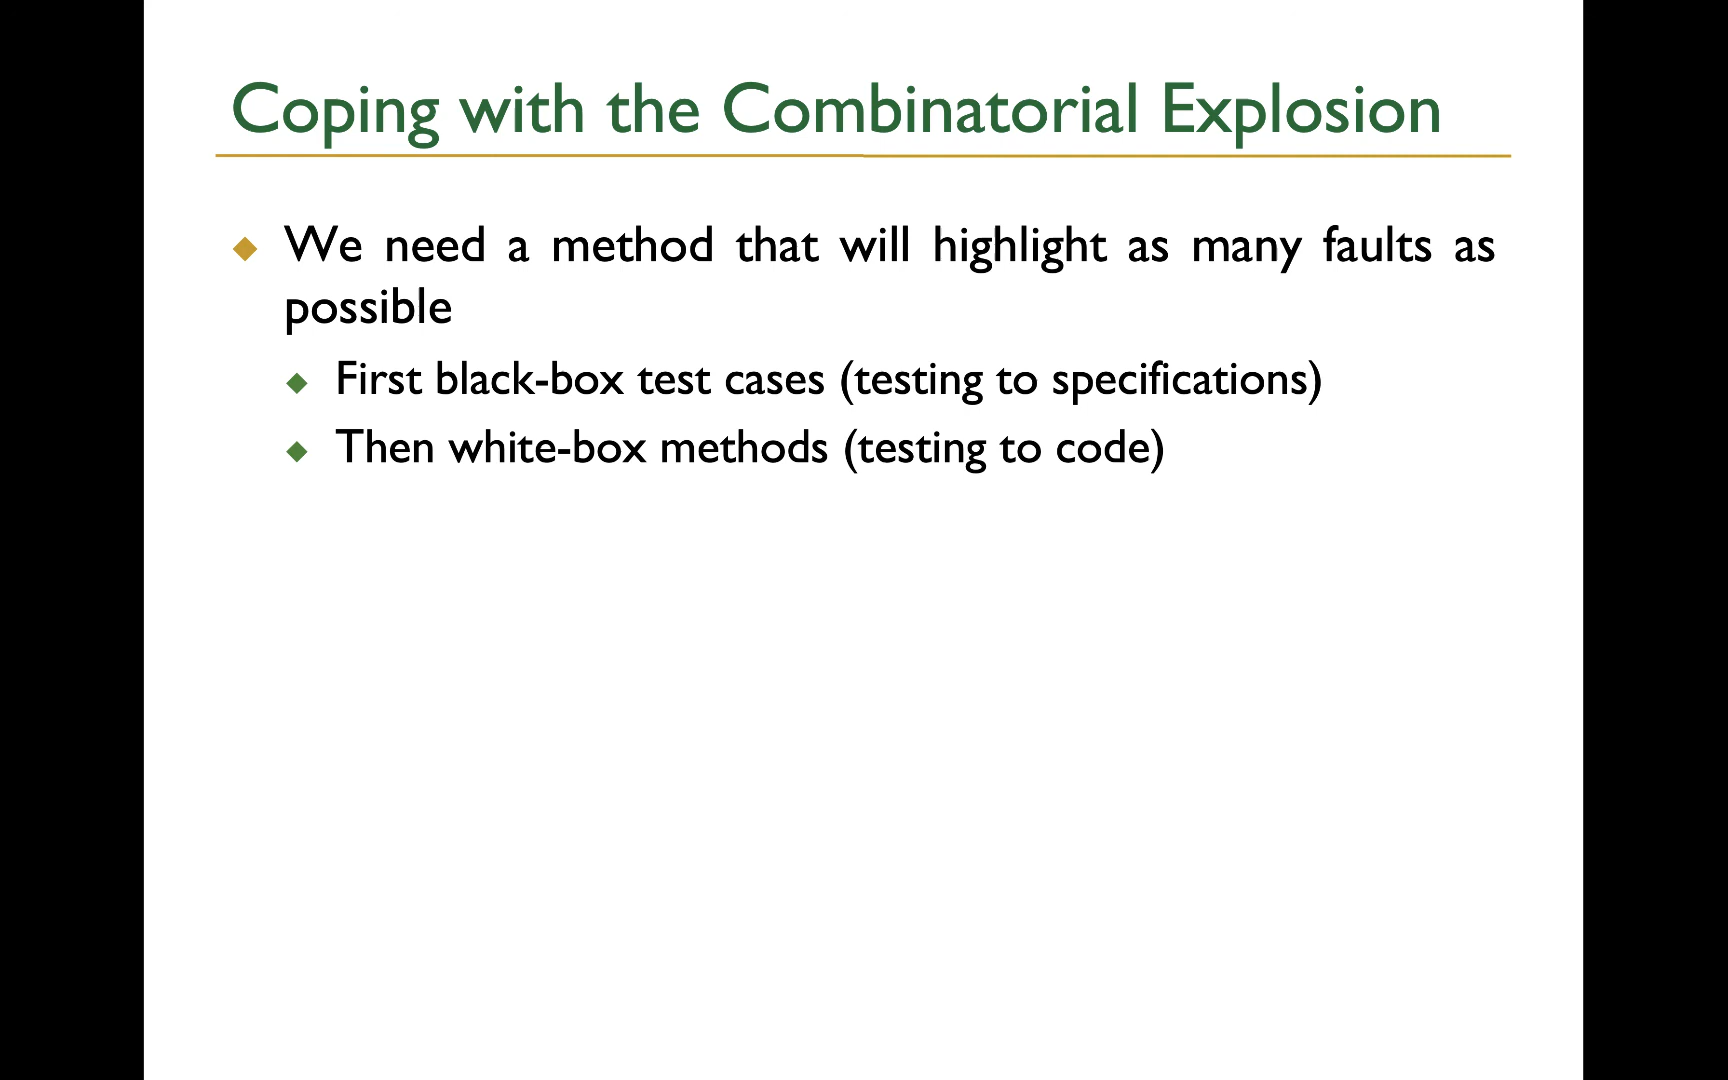 Coping with the Combinatorial Explosion
We need a method that will highlight as many faults as
possible
First black-box test cases (testing to specifications)
Then white-box methods (testing to code)